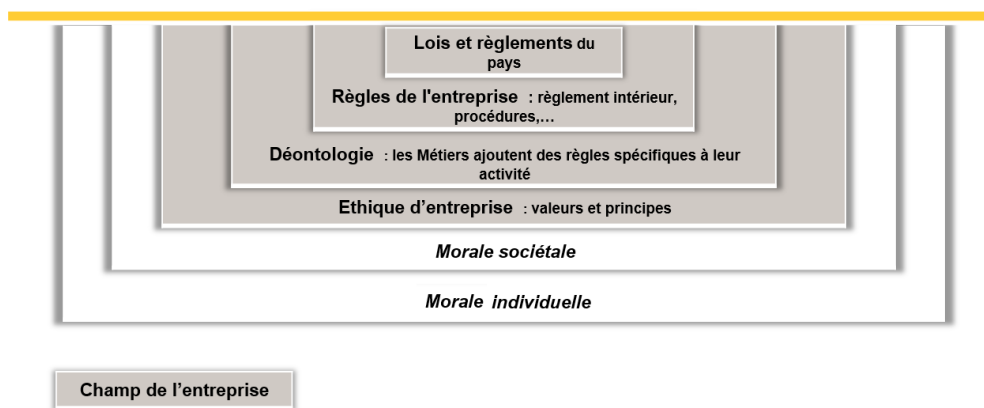 Lois et règlements du
pays
Règles de l'entreprise : règlement intérieur,
procédures,...
Déontologie : les Métiers ajoutent des règles spécifiques à leur
activité
Ethique d’entreprise : valeurs et principes
Morale sociétale
Morale individuelle
Champ de l’entreprise